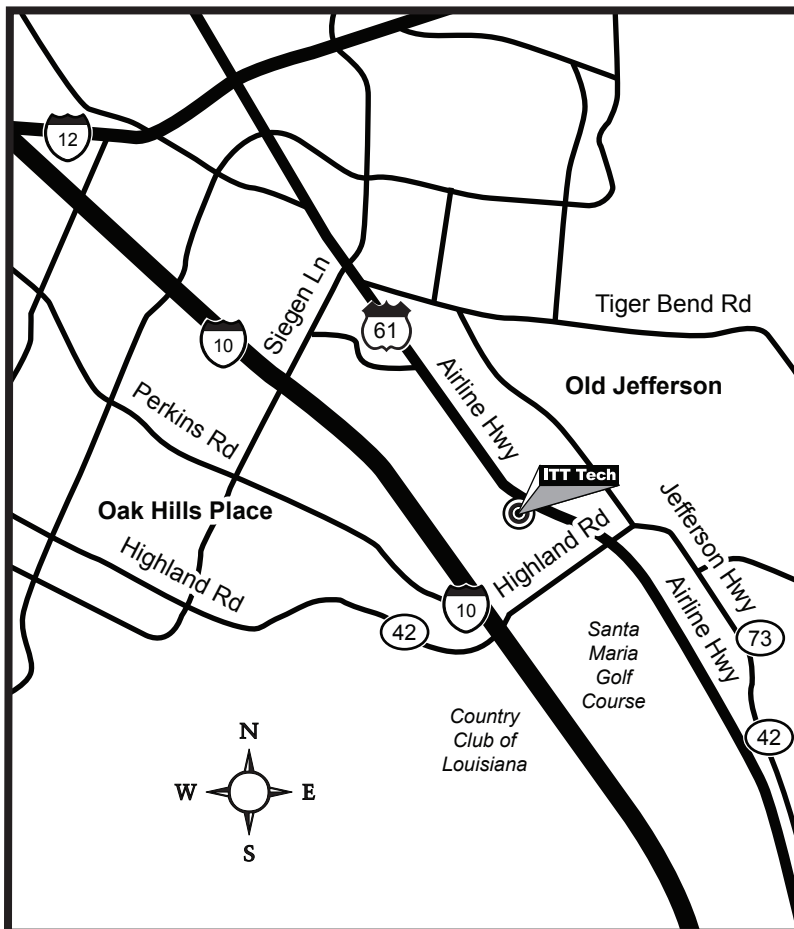 12
Siegen Ln
10
61
Tiger Bend Rd
Airline Hwy
Old Jefferson
Perkins Rd
ITT Tech
Oak Hills Place
Jefferson Hwy
Highland Rd
Highland Rd
Airline Hwy
10
42
73
Santa
Maria
Golf
Course
Country
Club of
Louisiana
42
N
W
E
S